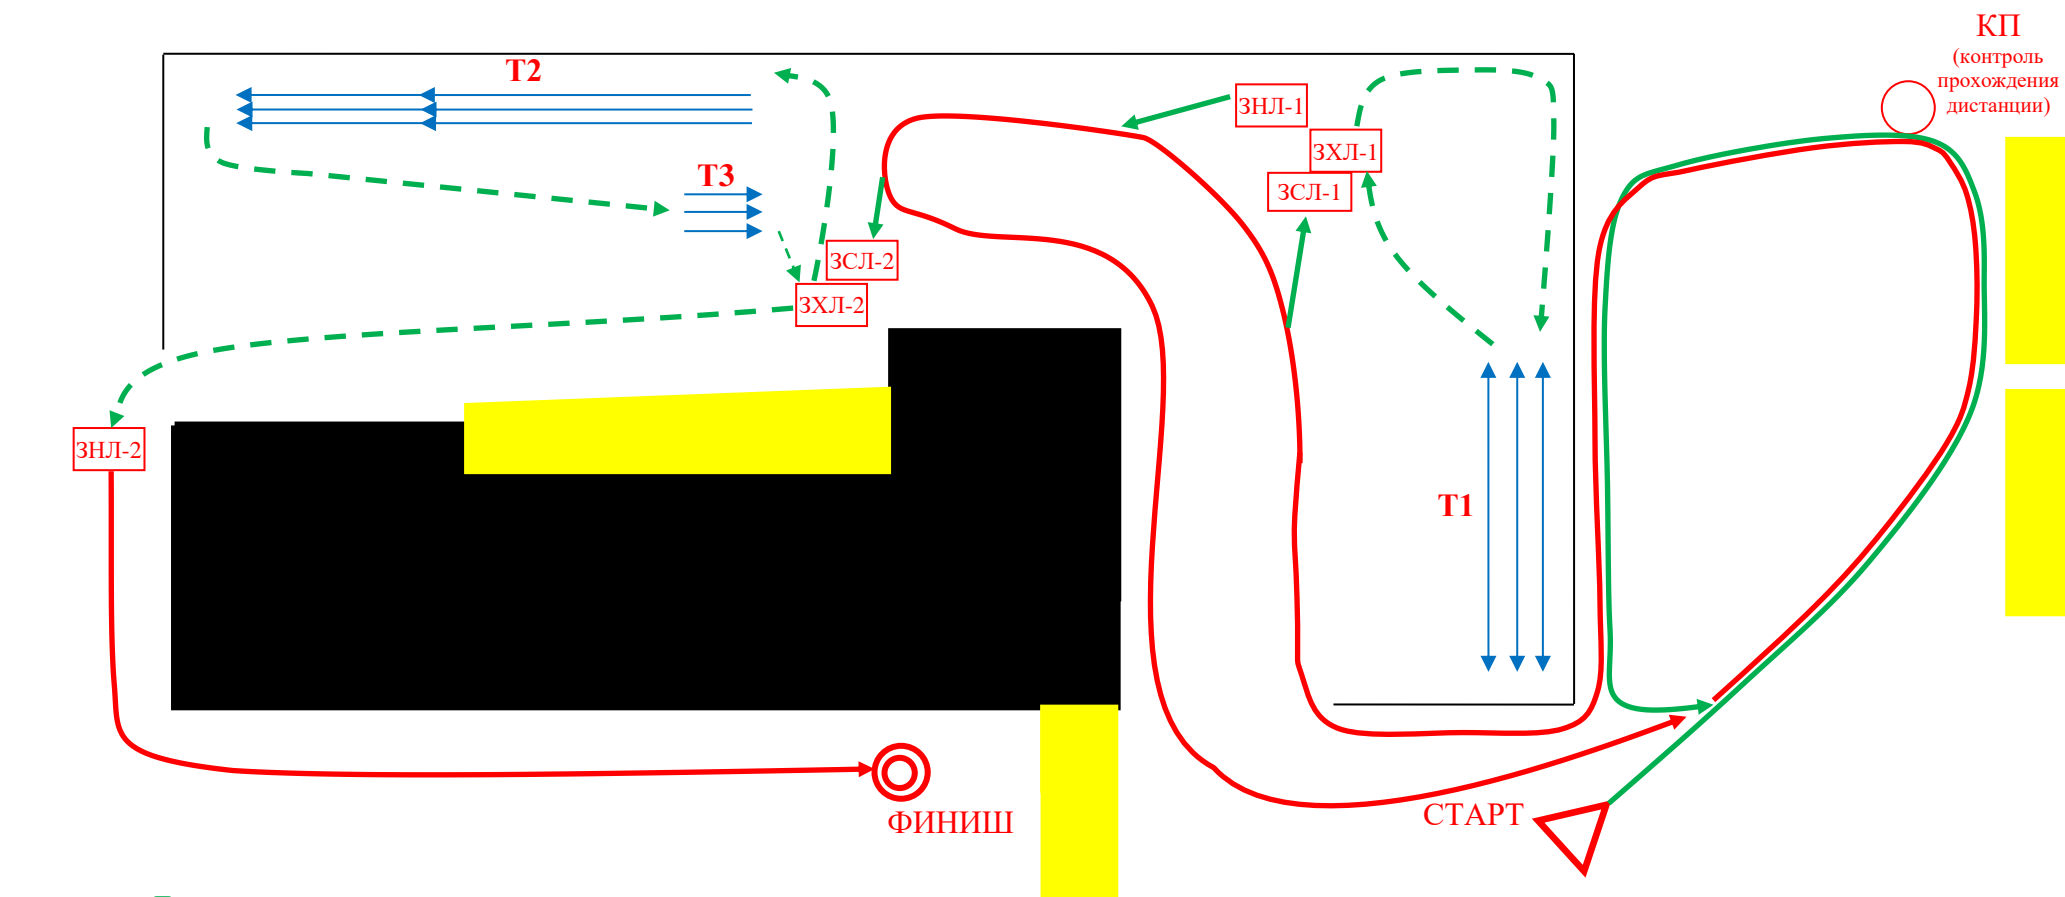 КП
(контроль
прохождения
дистанции)
Т2
ЗНЛ-1
ЗХЛ-1
Т3
ЗСЛ-1
ЗСЛ-2
ЗХЛ-2
ЗНЛ-2
Т1
СТАРТ
ФИНИШ